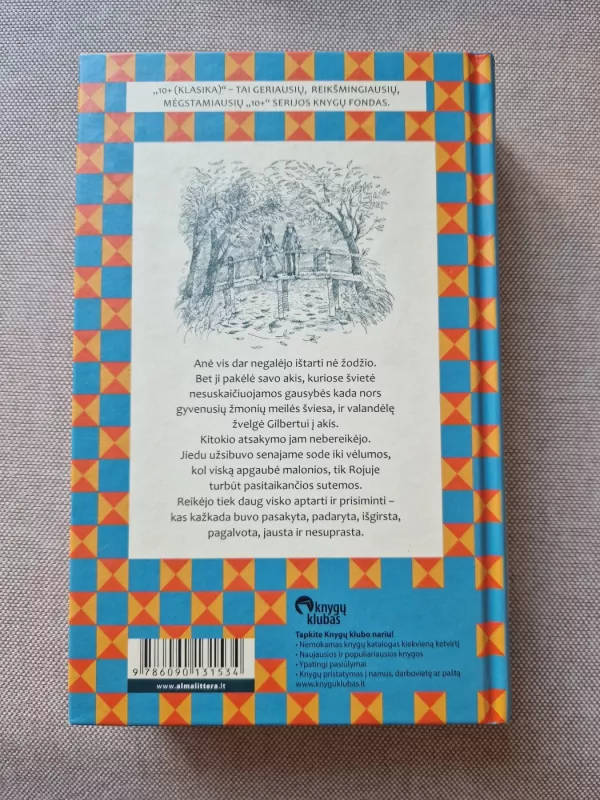 „10+ (KLASIKA)“ – TAI GERIAUSIŲ, REIKŠMINGIAUSIŲ,
MĖGSTAMIAUSIŲ „10+“ SERIJOS KNYGŲ FONDAS.
Anė vis dar negalėjo ištarti nė žodžio.
Bet ji pakėlė savo akis, kuriose švietė
nesuskaičiuojamos gausybės kada nors
gyvenusių žmonių meilės šviesa, ir valandėlę
žvelgė Gilbertui į akis.
Kitokio atsakymo jam nebereikėjo.
Jiedu užsibuvo senajame sode iki vėlumos,
kol viską apgaubė malonios, tik Rojuje
turbūt pasitaikančios sutemos.
Reikėjo tiek daug visko aptarti ir prisiminti –
kas kažkada buvo pasakyta, padaryta, išgirsta,
pagalvota, jausta ir nesuprasta.
knygų
klubas
Tapkite Knygų klubo nariu!
• Nemokamas knygų katalogas kiekvieną ketvirtį
• Naujausios ir populiariausios knygos
• Ypatingi pasiūlymai
• Knygų pristatymas į namus, darbovietę ar paštą
www.knyguklubas.lt
9 786090 131534
www.almalittera.lt